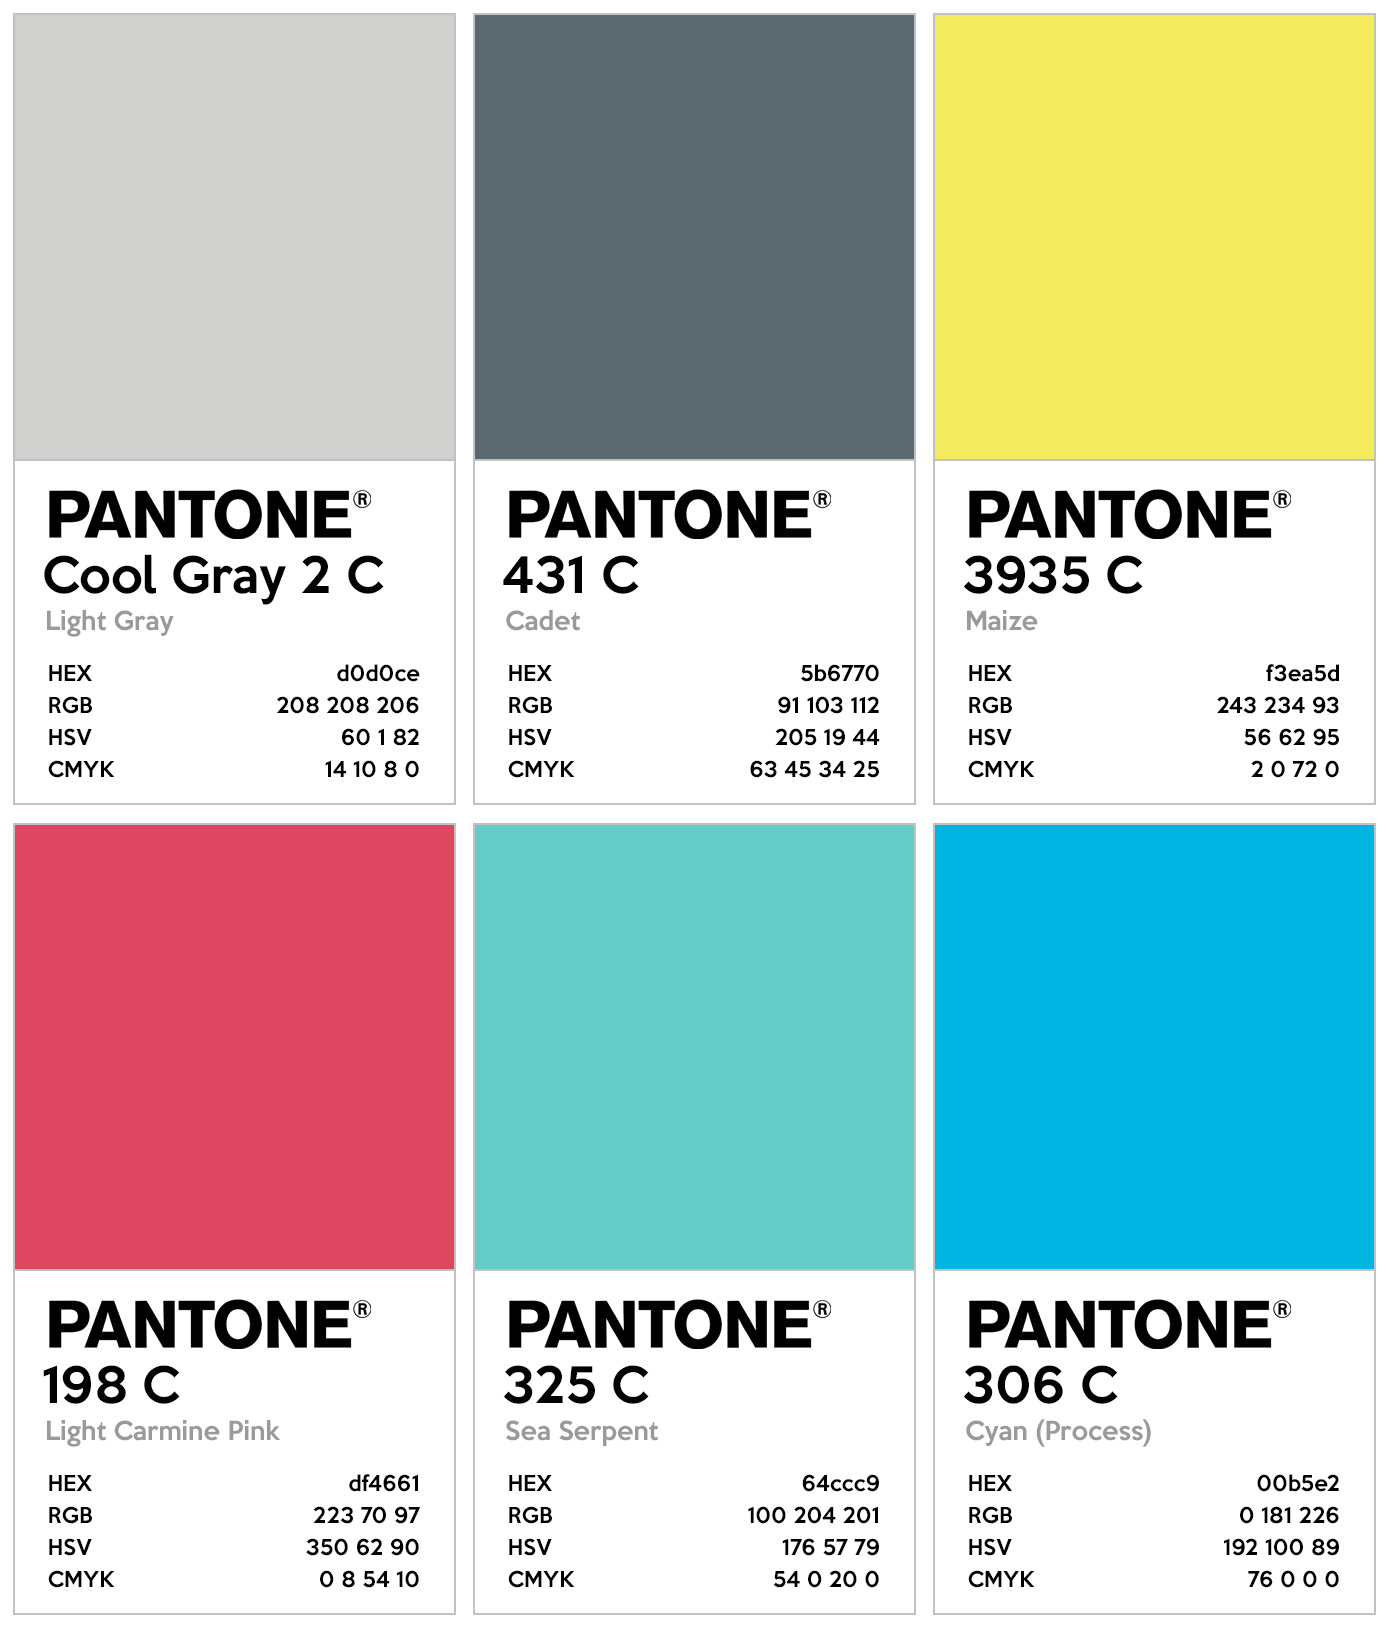 PANTONE®
Cool Gray 2 C
Light Gray
HEX d0d0ce
RGB 208 208 206
HSV 60 1 82
CMYK 14 10 8 0
PANTONE®
431 C
Cadet
HEX 5b6770
RGB 91 103 112
HSV 205 19 44
CMYK 63 45 34 25
PANTONE®
3935 C
Maize
HEX f3ea5d
RGB 243 234 93
HSV 56 62 95
CMYK 2 0 72 0
PANTONE®
198 C
Light Carmine Pink
HEX df4661
RGB 223 70 97
HSV 350 62 90
CMYK 0 8 54 10
PANTONE®
325 C
Sea Serpent
HEX 64ccc9
RGB 100 204 201
HSV 176 57 79
CMYK 54 0 20 0
PANTONE®
306 C
Cyan (Process)
HEX 00b5e2
RGB 0 181 226
HSV 192 100 89
CMYK 76 0 0 0